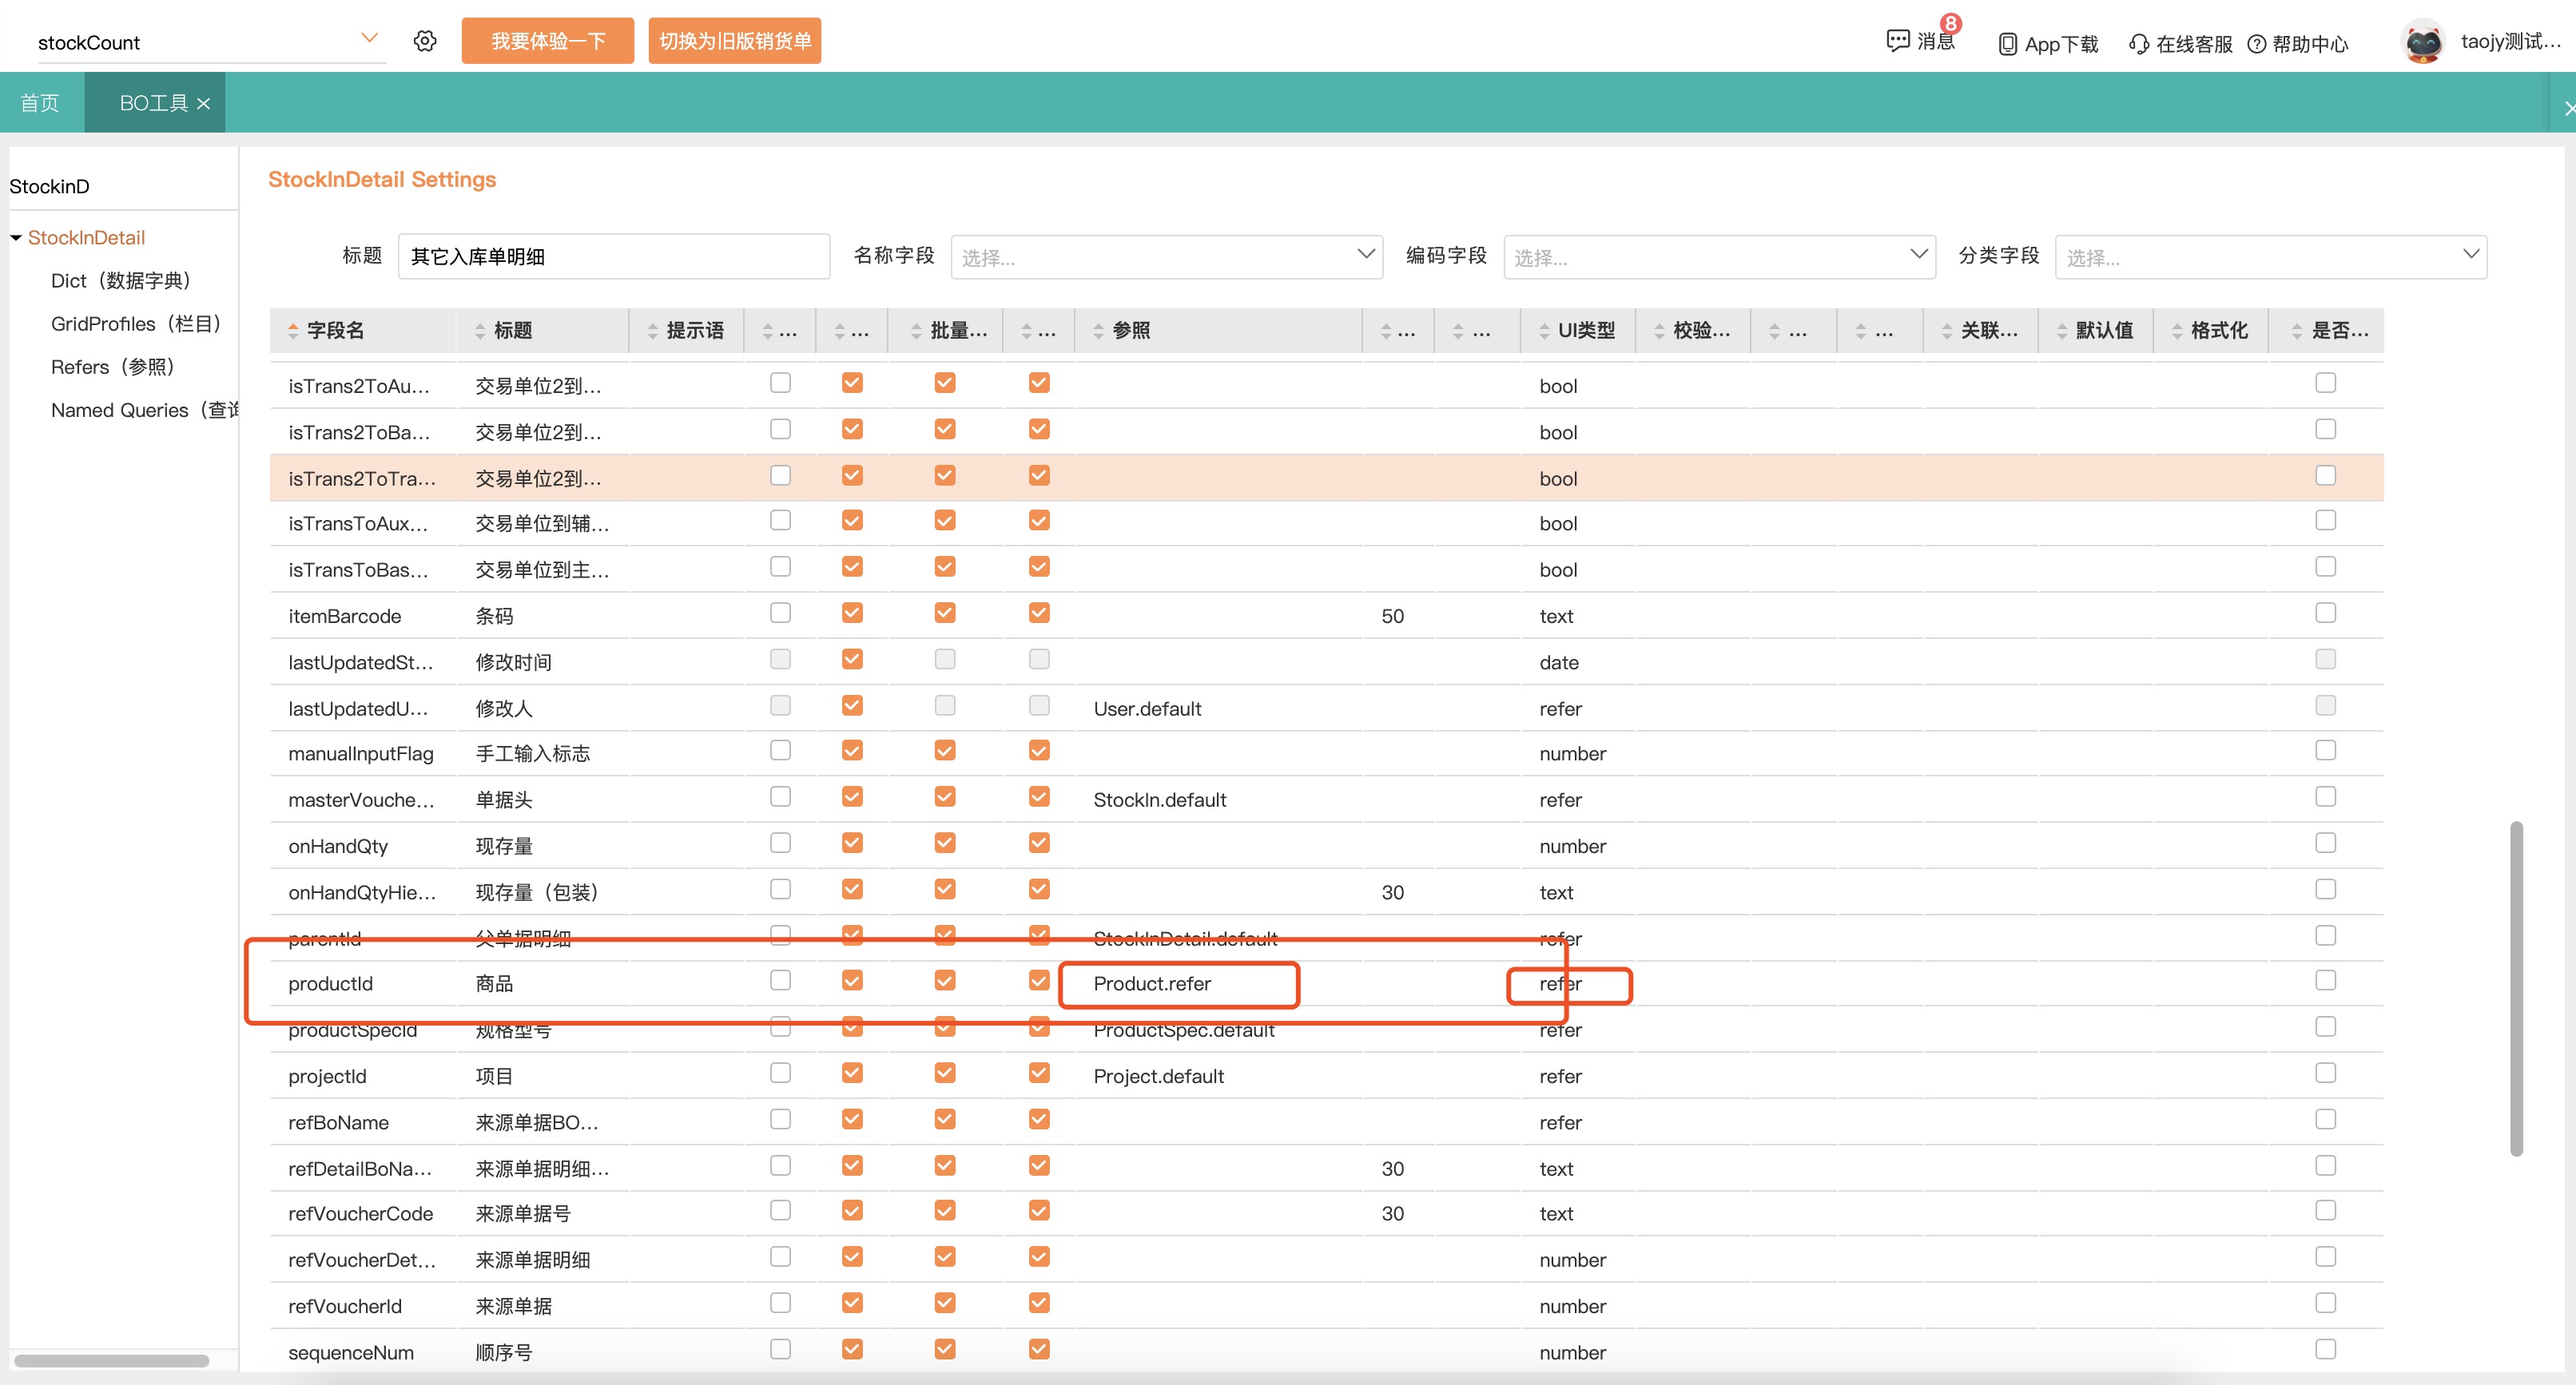 stockCount 我要体验一下 切换为旧版销货单 消息 8 App下载 在线客服 帮助中心 taojy测试...
首页 BO工具
StockinD
StockInDetail
Dict（数据字典）
GridProfiles（栏目）
Refers（参照）
Named Queries（查询
StockInDetail Settings
标题 其它入库单明细 名称字段 选择... 编码字段 选择... 分类字段 选择...
字段名 标题 提示语 ... ... 批量... ... 参照 ... ... UI类型 校验... ... ... 关联... 默认值 格式化 是否...
isTrans2ToAu... 交易单位2到... bool
isTrans2ToBa... 交易单位2到... bool
isTrans2ToTra... 交易单位2到... bool
isTransToAux... 交易单位到辅... bool
isTransToBas... 交易单位到主... bool
itemBarcode 条码 50 text
lastUpdatedSt... 修改时间 date
lastUpdatedU... 修改人 User.default refer
manualInputFlag 手工输入标志 number
masterVouche... 单据头 StockIn.default refer
onHandQty 现存量 number
onHandQtyHie... 现存量（包装） 30 text
parentId 父单据明细 StockInDetail.default refer
productId 商品 Product.refer refer
productSpecId 规格型号 ProductSpec.default refer
projectId 项目 Project.default refer
refBoName 来源单据BO... refer
refDetailBoNa... 来源单据明细... 30 text
refVoucherCode 来源单据号 30 text
refVoucherDet... 来源单据明细 number
refVoucherId 来源单据 number
sequenceNum 顺序号 number